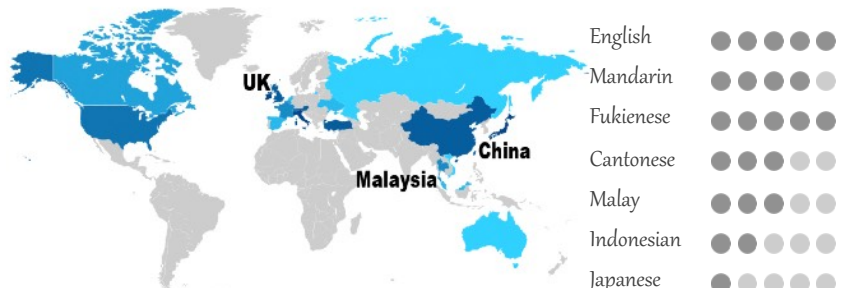 UK
China
Malaysia
English
Mandarin
Fukienese
Cantonese
Malay
Indonesian
Japanese